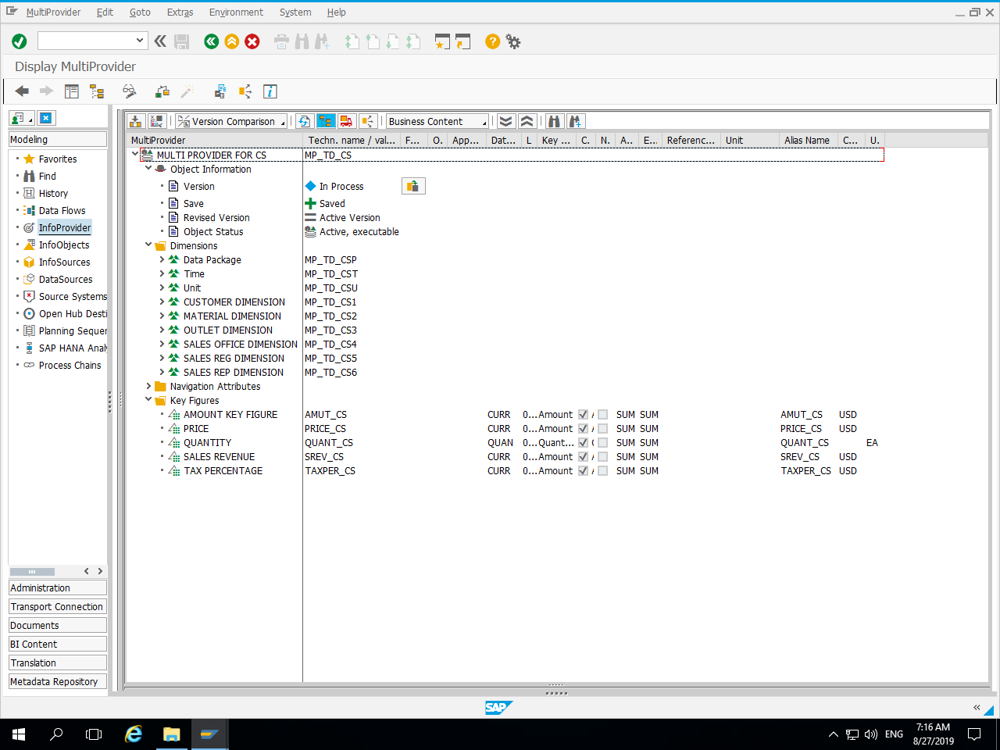 MultiProvider Edit Goto Extras Environment System Help
Display MultiProvider
Version Comparison Business Content
Modeling
Favorites
Find
History
Data Flows
InfoProvider
InfoObjects
InfoSources
DataSources
Source Systems
Open Hub Desti
Planning Sequer
SAP HANA Analy
Process Chains
Administration
Transport Connection
Documents
BI Content
Translation
Metadata Repository
MultiProvider Techn. name / val... F... O. App... Dat... L Key ... C. N. A.. E... Referenc... Unit Alias Name C... U.
MULTI PROVIDER FOR CS MP_TD_CS
Object Information
Version In Process
Save Saved
Revised Version Active Version
Object Status Active, executable
Dimensions
Data Package MP_TD_CSP
Time MP_TD_CST
Unit MP_TD_CSU
CUSTOMER DIMENSION MP_TD_CS1
MATERIAL DIMENSION MP_TD_CS2
OUTLET DIMENSION MP_TD_CS3
SALES OFFICE DIMENSION MP_TD_CS4
SALES REG DIMENSION MP_TD_CS5
SALES REP DIMENSION MP_TD_CS6
Navigation Attributes
Key Figures
AMOUNT KEY FIGURE AMUT_CS CURR 0... Amount SUM SUM AMUT_CS USD
PRICE PRICE_CS CURR 0... Amount SUM SUM PRICE_CS USD
QUANTITY QUANT_CS QUAN 0... Quant... SUM SUM QUANT_CS EA
SALES REVENUE SREV_CS CURR 0... Amount SUM SUM SREV_CS USD
TAX PERCENTAGE TAXPER_CS CURR 0... Amount SUM SUM TAXPER_CS USD
SAP
ENG
7:16 AM
8/27/2019